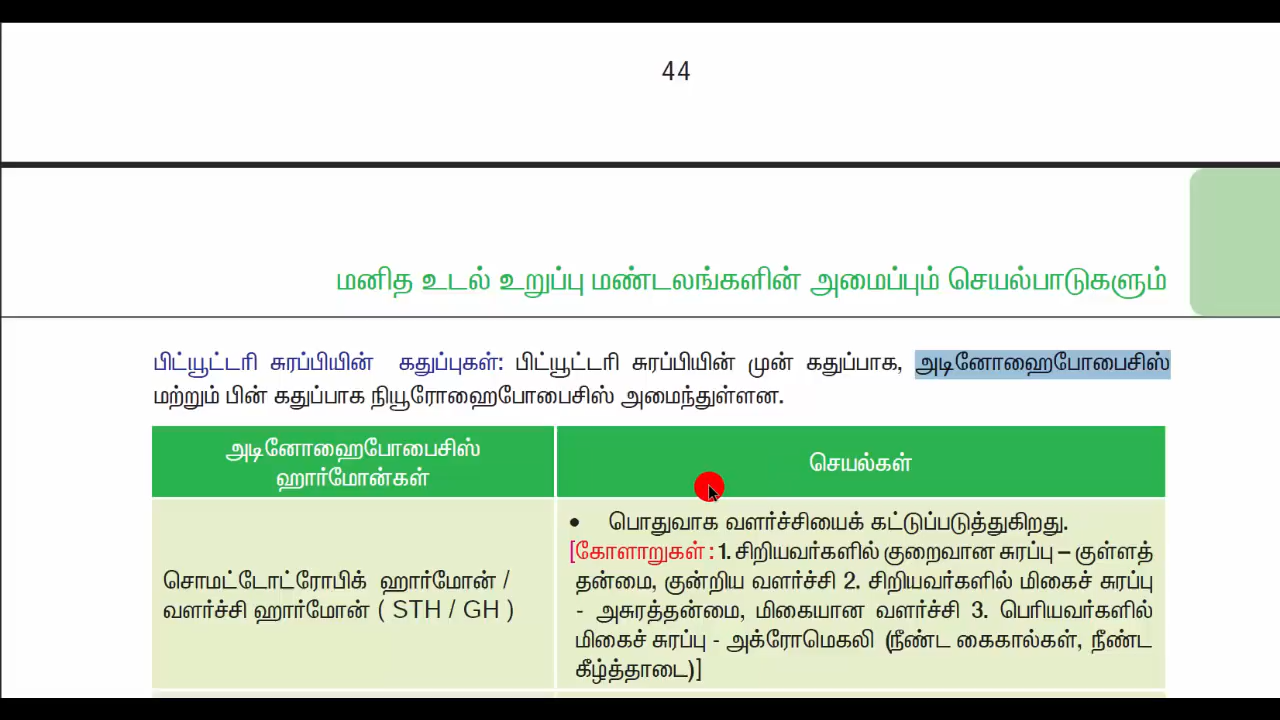 44
மனித உடல் உறுப்பு மண்டலங்களின் அமைப்பும் செயல்பாடுகளும்
பிட்யூட்டரி சுரப்பியின் கதுப்புகள்: பிட்யூட்டரி சுரப்பியின் முன் கதுப்பாக, அடினோஹைபோபைசிஸ்
மற்றும் பின் கதுப்பாக நியூரோஹைபோபைசிஸ் அமைந்துள்ளன.
அடினோஹைபோபைசிஸ்
ஹார்மோன்கள்
செயல்கள்
சொமட்டோட்ரோபிக் ஹார்மோன் /
வளர்ச்சி ஹார்மோன் ( STH / GH )
• பொதுவாக வளர்ச்சியைக் கட்டுப்படுத்துகிறது.
[கோளாறுகள் : 1. சிறியவர்களில் குறைவான சுரப்பு – குள்ளத்
தன்மை, குன்றிய வளர்ச்சி 2. சிறியவர்களில் மிகைச் சுரப்பு
- அசுரத்தன்மை, மிகையான வளர்ச்சி 3. பெரியவர்களில்
மிகைச் சுரப்பு - அக்ரோமெகலி (நீண்ட கைகால்கள், நீண்ட
கீழ்த்தாடை)]